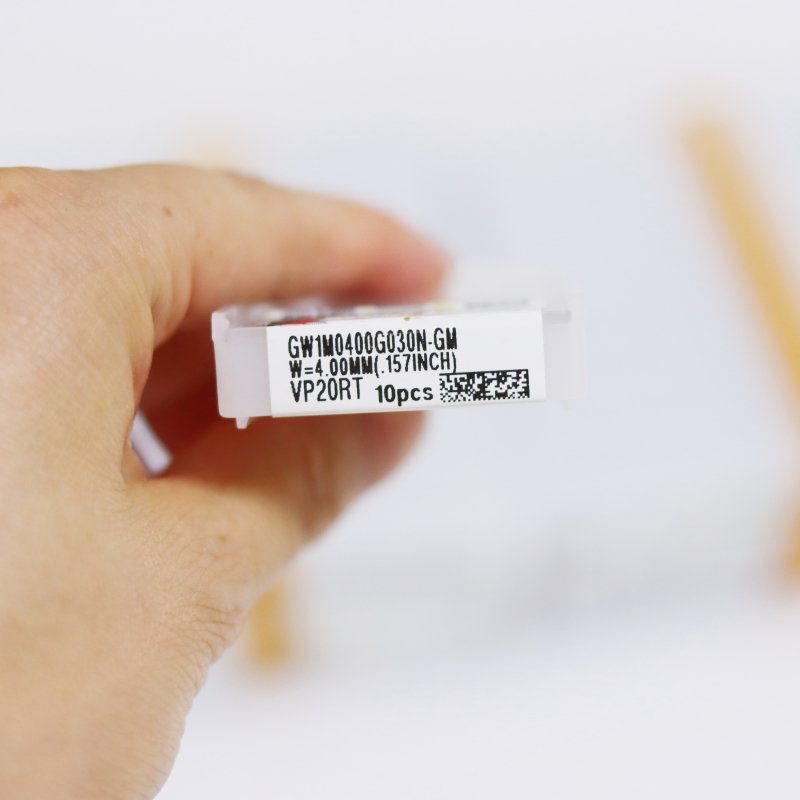 GW1M0400G030N-GM
W=4.00MM(.157INCH)
VP20RT 10pcs